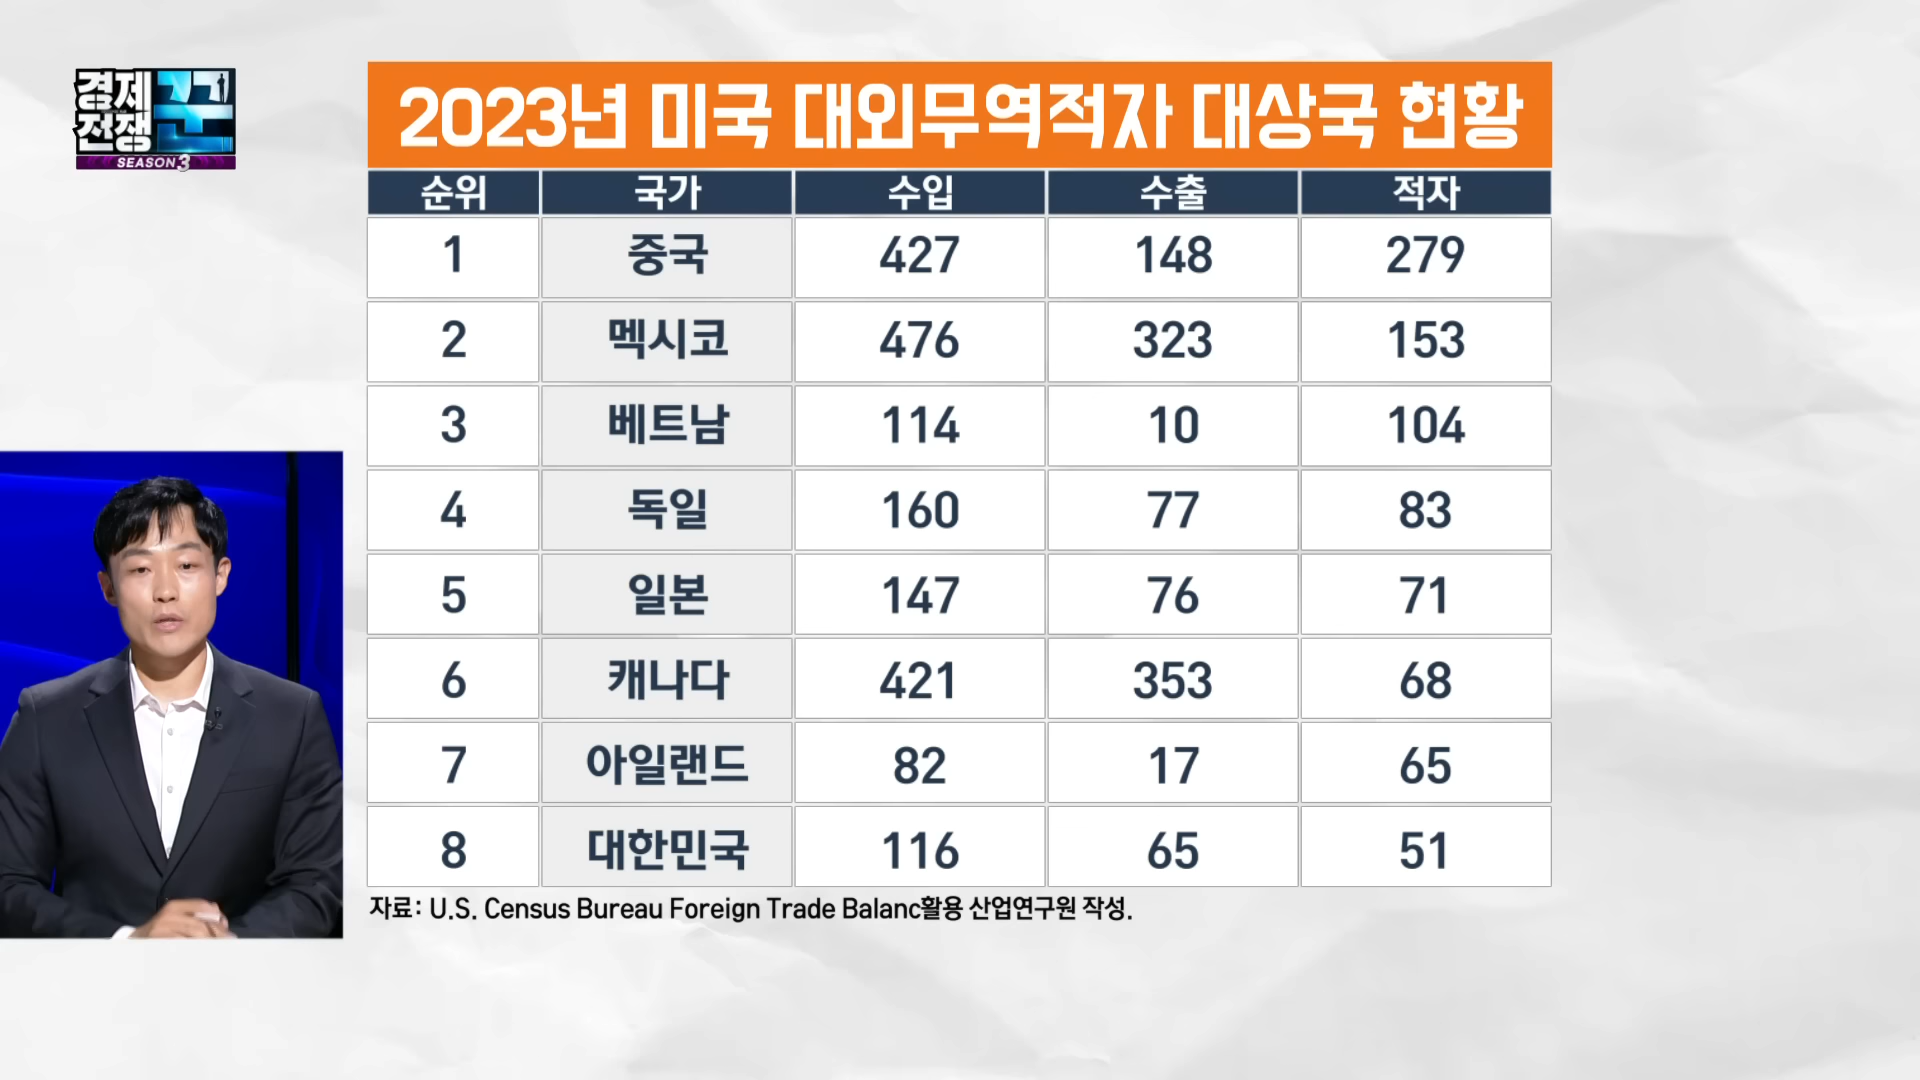 경제
전쟁 꾼
SEASON 3
2023년 미국 대외무역적자 대상국 현황
순위 국가 수입 수출 적자
1 중국 427 148 279
2 멕시코 476 323 153
3 베트남 114 10 104
4 독일 160 77 83
5 일본 147 76 71
6 캐나다 421 353 68
7 아일랜드 82 17 65
8 대한민국 116 65 51
자료: U.S. Census Bureau Foreign Trade Balanc활용 산업연구원 작성.